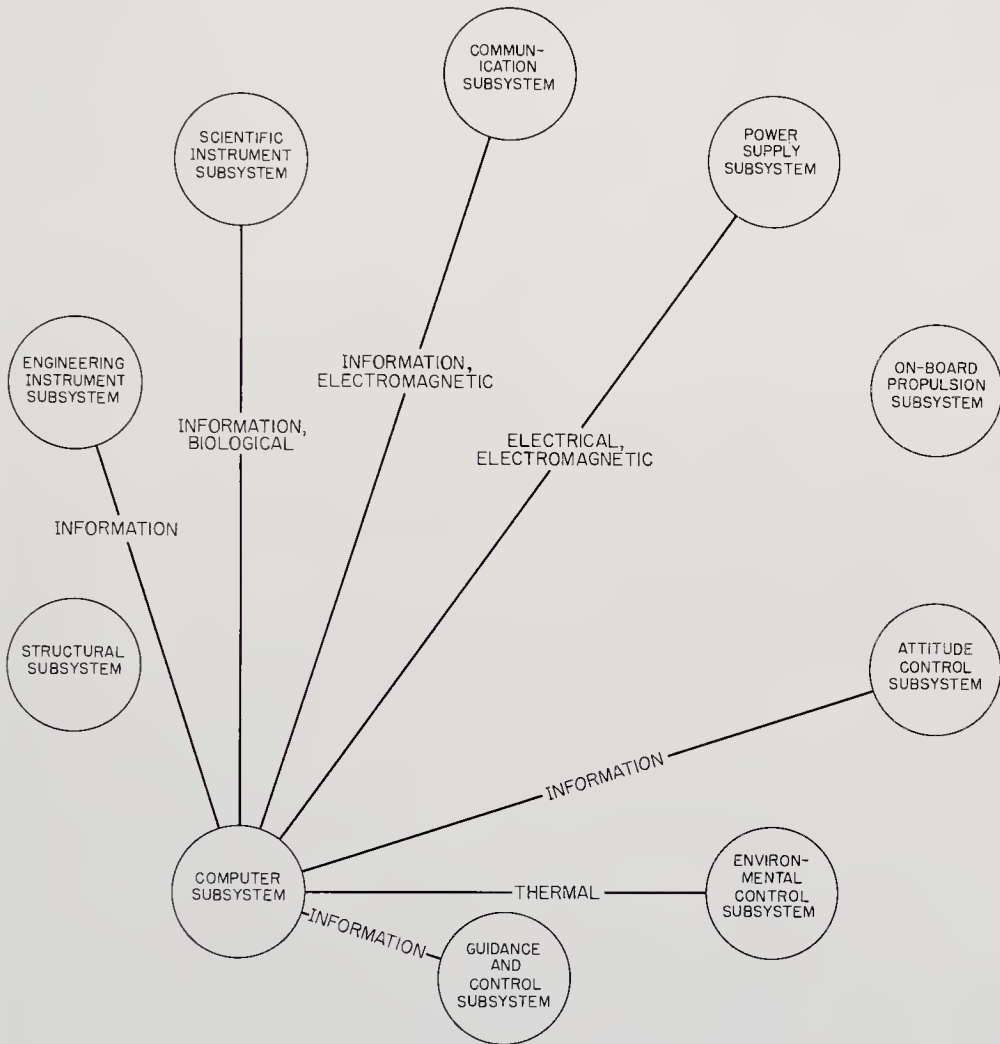 COMMUN-
ICATION
SUBSYSTEM
SCIENTIFIC
INSTRUMENT
SUBSYSTEM
POWER
SUPPLY
SUBSYSTEM
ENGINEERING
INSTRUMENT
SUBSYSTEM
INFORMATION,
ELECTROMAGNETIC
ON-BOARD
PROPULSION
SUBSYSTEM
INFORMATION,
BIOLOGICAL
ELECTRICAL,
ELECTROMAGNETIC
INFORMATION
STRUCTURAL
SUBSYSTEM
ATTITUDE
CONTROL
SUBSYSTEM
INFORMATION
COMPUTER
SUBSYSTEM
THERMAL
ENVIRON-
MENTAL
CONTROL
SUBSYSTEM
INFORMATION
GUIDANCE
AND
CONTROL
SUBSYSTEM